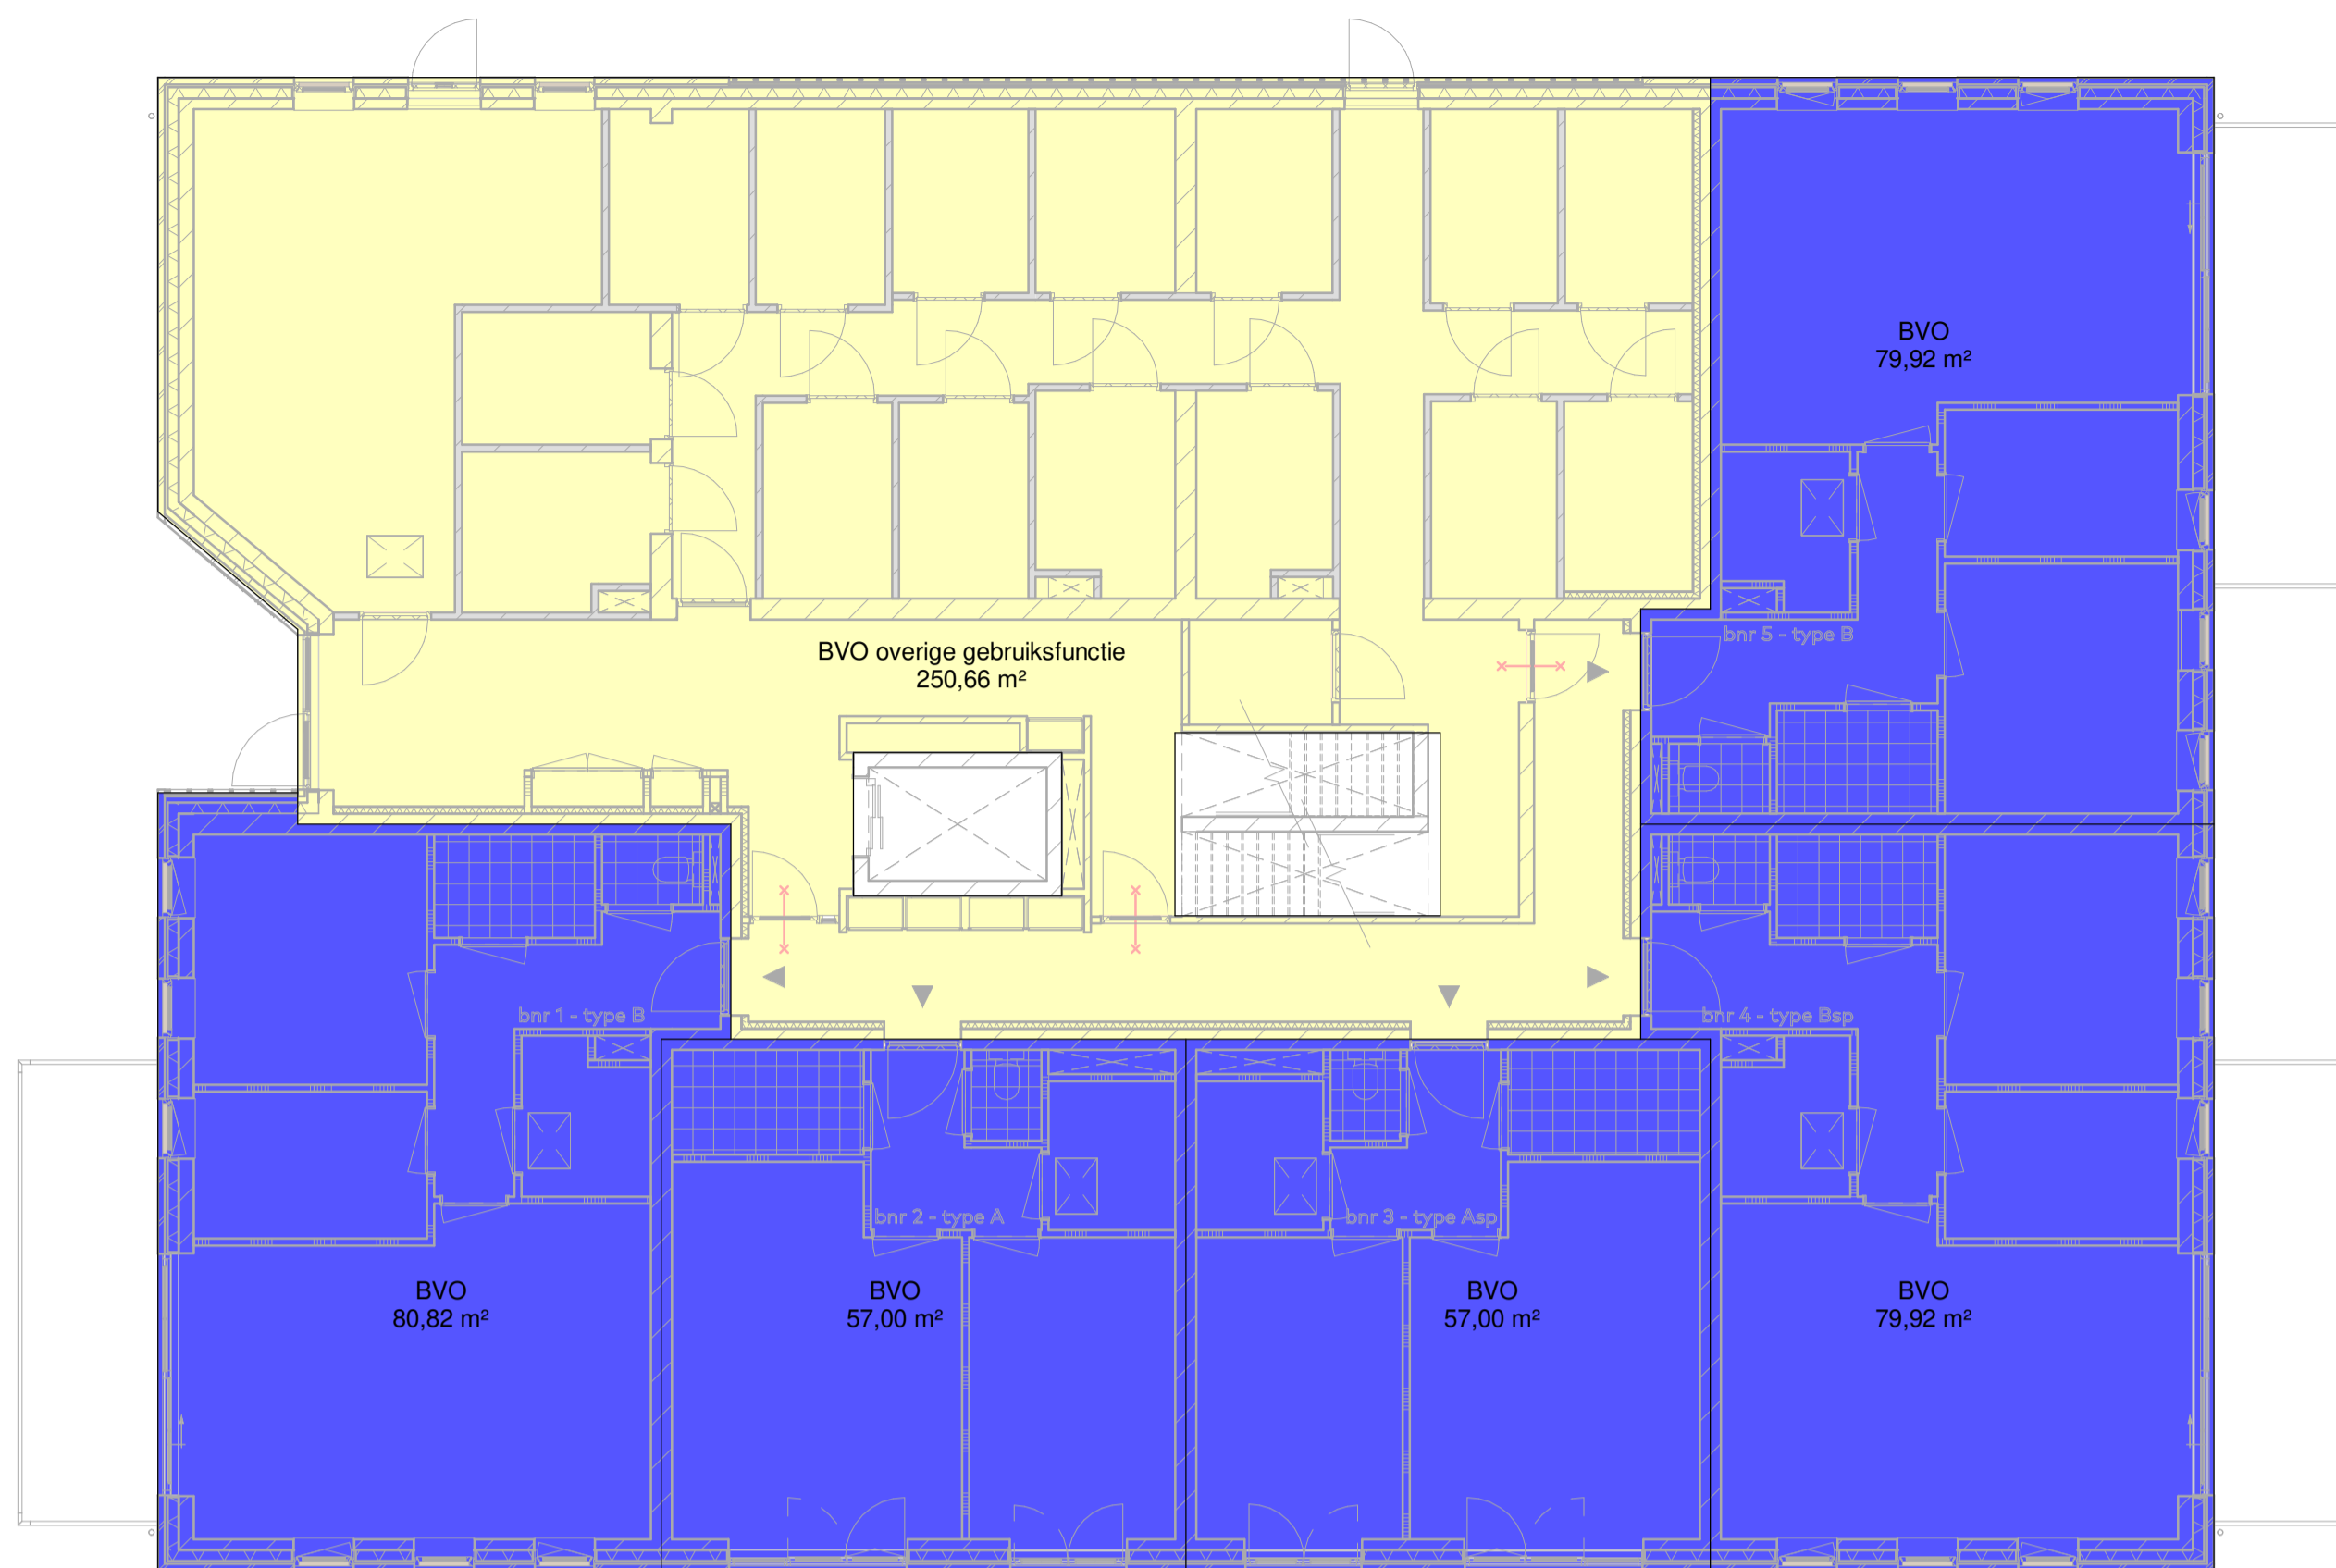 BVO
79,92 m²
bnr 5 - type B
BVO overige gebruiksfunctie
250,66 m²
bnr 1 - type B
bnr 4 - type Bsp
bnr 2 - type A
bnr 3 - type Asp
BVO
80,82 m²
BVO
57,00 m²
BVO
57,00 m²
BVO
79,92 m²